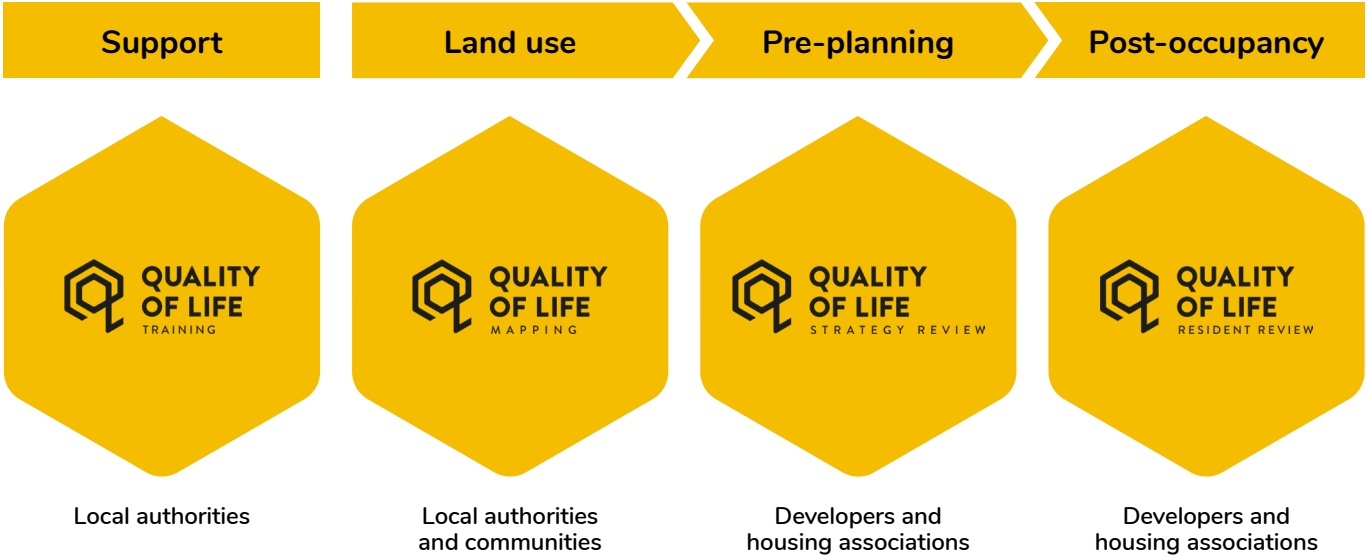 Support
Land use
Pre-planning
Post-occupancy
QUALITY
OF LIFE
TRAINING
QUALITY
OF LIFE
MAPPING
QUALITY
OF LIFE
STRATEGY REVIEW
QUALITY
OF LIFE
RESIDENT REVIEW
Local authorities
Local authorities
and communities
Developers and
housing associations
Developers and
housing associations